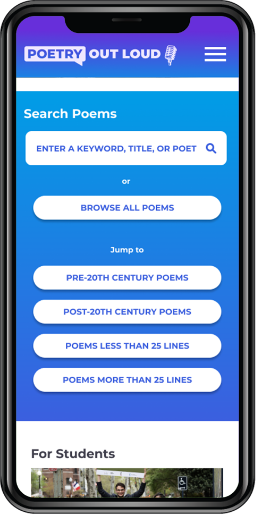 POETRY OUT LOUD
Search Poems
ENTER A KEYWORD, TITLE, OR POET
or
BROWSE ALL POEMS
Jump to
PRE-20TH CENTURY POEMS
POST-20TH CENTURY POEMS
POEMS LESS THAN 25 LINES
POEMS MORE THAN 25 LINES
For Students